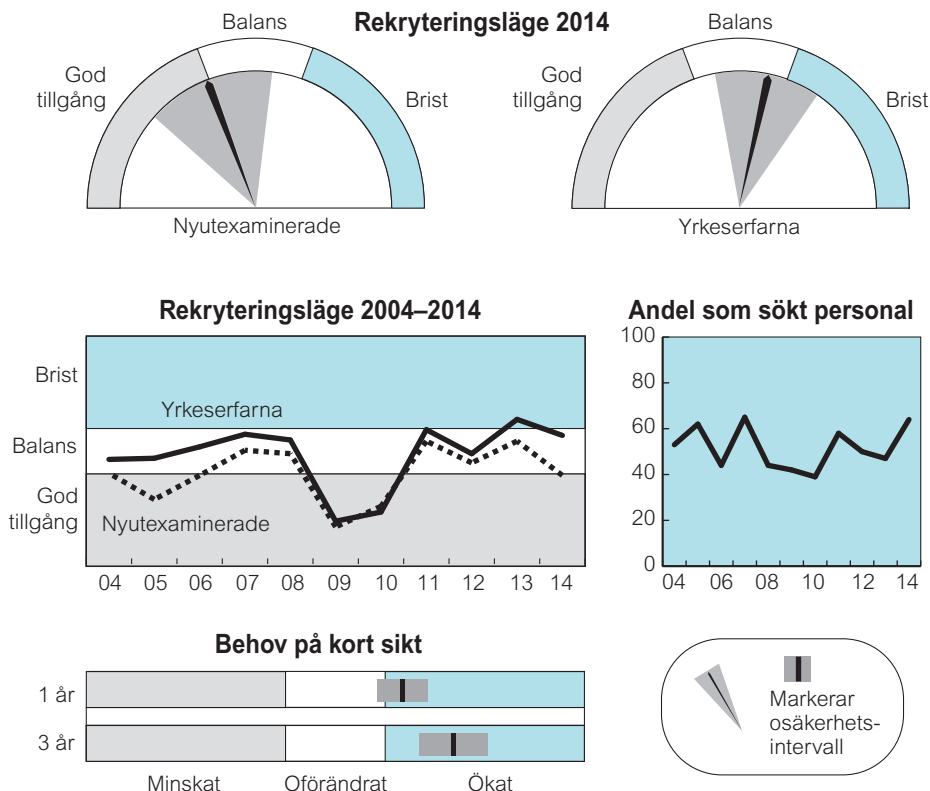 Rekryteringsläge 2014
Balans
God
tillgång
Brist
Nyutexaminerade
Balans
God
tillgång
Brist
Yrkeserfarna
Rekryteringsläge 2004–2014
Brist
Yrkeserfarna
Balans
God
tillgång
Nyutexaminerade
04 05 06 07 08 09 10 11 12 13 14
Andel som sökt personal
100
80
60
40
20
0
04 06 08 10 12 14
Behov på kort sikt
1 år
3 år
Minskat Oförändrat Ökat
Markerar
osäkerhets-
intervall